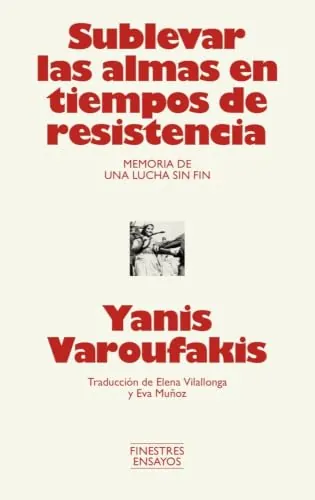 Sublevar
las almas en
tiempos de
resistencia
MEMORIA DE
UNA LUCHA SIN FIN
Yanis
Varoufakis
Traducción de Elena Vilallonga
y Eva Muñoz
FINESTRES
ENSAYOS